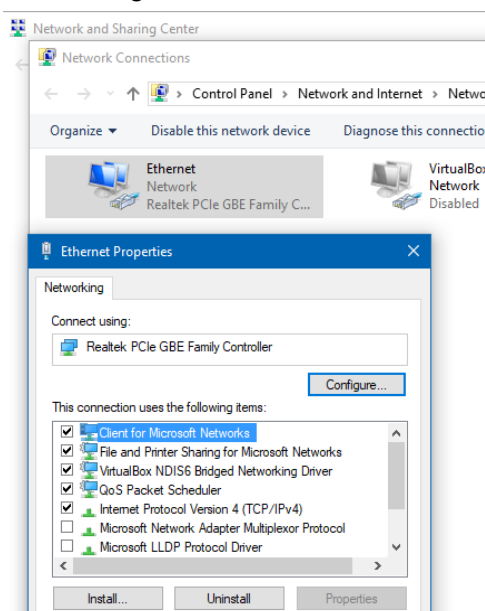 Network and Sharing Center
Network Connections
Control Panel > Network and Internet > Netwo
Organize Disable this network device Diagnose this connectio
Ethernet
Network
Realtek PCIe GBE Family C...
VirtualBox
Network
Disabled
Ethernet Properties
Networking
Connect using:
Realtek PCIe GBE Family Controller
Configure...
This connection uses the following items:
Client for Microsoft Networks
File and Printer Sharing for Microsoft Networks
VirtualBox NDIS6 Bridged Networking Driver
QoS Packet Scheduler
Internet Protocol Version 4 (TCP/IPv4)
Microsoft Network Adapter Multiplexor Protocol
Microsoft LLDP Protocol Driver
Install... Uninstall Properties